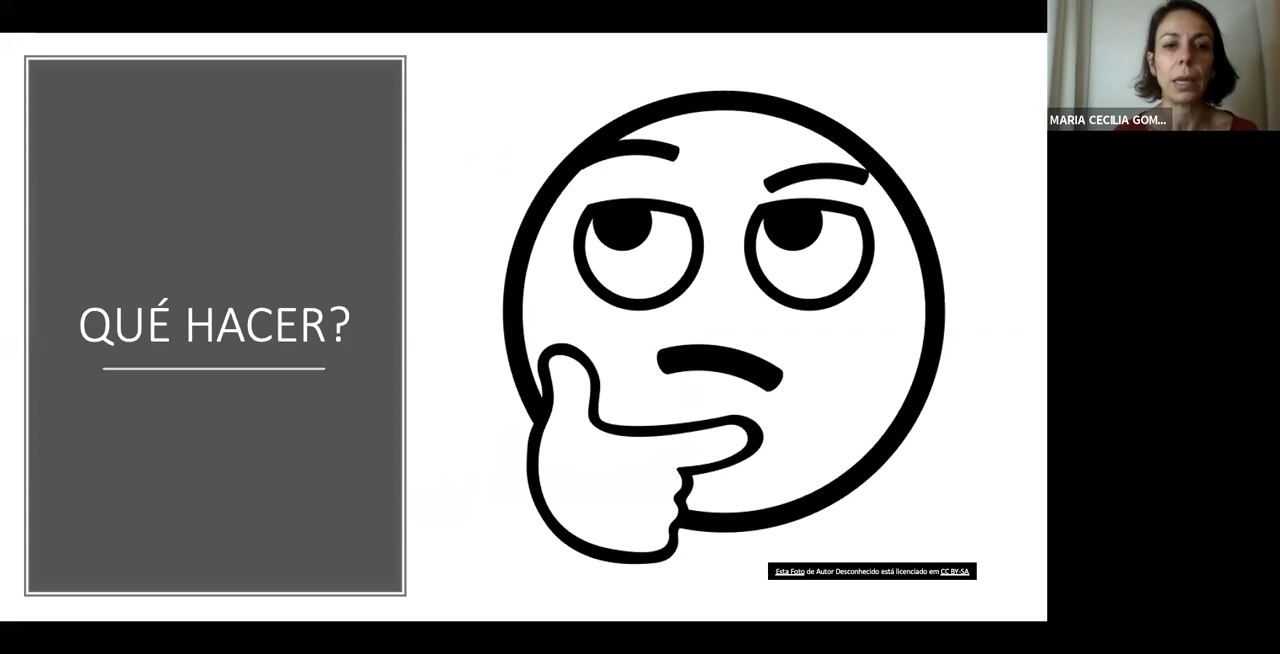 QUÉ HACER?
MARIA CECILIA GOM...
Esta Foto de Autor Desconhecido está licenciado em CC BY-SA